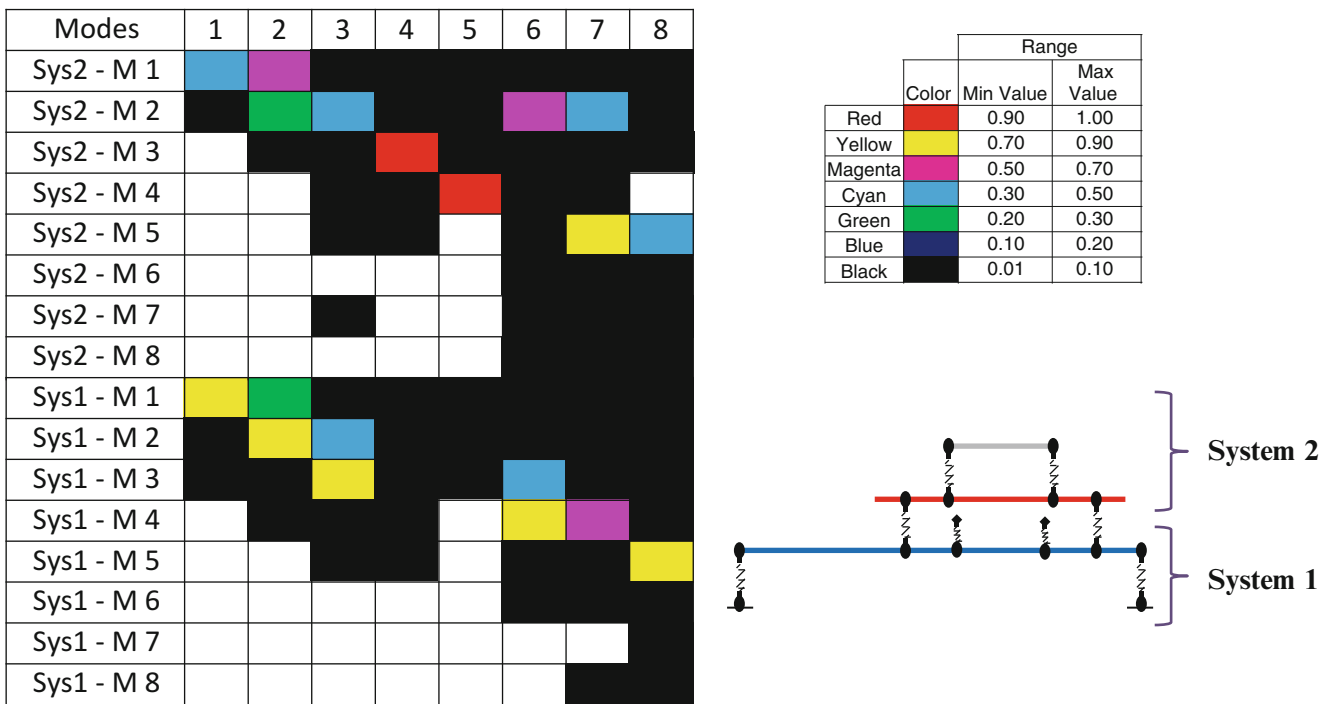 Modes 1 2 3 4 5 6 7 8
Sys2 - M 1
Sys2 - M 2
Sys2 - M 3
Sys2 - M 4
Sys2 - M 5
Sys2 - M 6
Sys2 - M 7
Sys2 - M 8
Sys1 - M 1
Sys1 - M 2
Sys1 - M 3
Sys1 - M 4
Sys1 - M 5
Sys1 - M 6
Sys1 - M 7
Sys1 - M 8
Range
Color Min Value Max Value
Red 0.90 1.00
Yellow 0.70 0.90
Magenta 0.50 0.70
Cyan 0.30 0.50
Green 0.20 0.30
Blue 0.10 0.20
Black 0.01 0.10
System 2
System 1